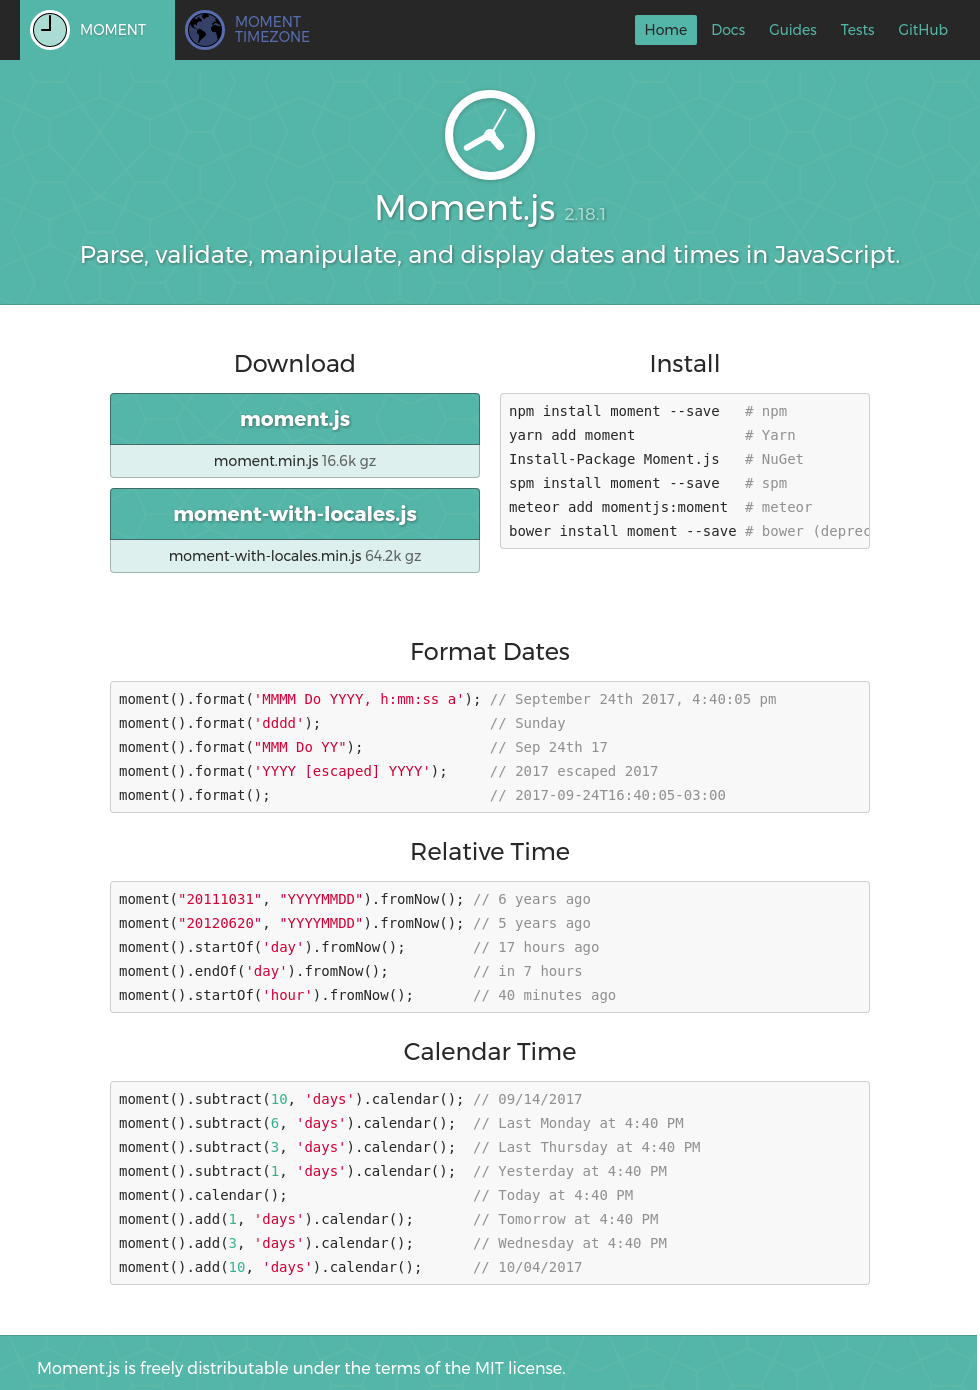 MOMENT
MOMENT
TIMEZONE
Home Docs Guides Tests GitHub
Moment.js 2.18.1
Parse, validate, manipulate, and display dates and times in JavaScript.
Download
moment.js
moment.min.js 16.6k gz
moment-with-locales.js
moment-with-locales.min.js 64.2k gz
Install
npm install moment --save   # npm
yarn add moment             # Yarn
Install-Package Moment.js   # NuGet
spm install moment --save   # spm
meteor add momentjs:moment  # meteor
bower install moment --save # bower (deprec
Format Dates
moment().format('MMMM Do YYYY, h:mm:ss a'); // September 24th 2017, 4:40:05 pm
moment().format('dddd');                    // Sunday
moment().format("MMM Do YY");               // Sep 24th 17
moment().format('YYYY [escaped] YYYY');     // 2017 escaped 2017
moment().format();                          // 2017-09-24T16:40:05-03:00
Relative Time
moment("20111031", "YYYYMMDD").fromNow(); // 6 years ago
moment("20120620", "YYYYMMDD").fromNow(); // 5 years ago
moment().startOf('day').fromNow();        // 17 hours ago
moment().endOf('day').fromNow();          // in 7 hours
moment().startOf('hour').fromNow();       // 40 minutes ago
Calendar Time
moment().subtract(10, 'days').calendar(); // 09/14/2017
moment().subtract(6, 'days').calendar();  // Last Monday at 4:40 PM
moment().subtract(3, 'days').calendar();  // Last Thursday at 4:40 PM
moment().subtract(1, 'days').calendar();  // Yesterday at 4:40 PM
moment().calendar();                      // Today at 4:40 PM
moment().add(1, 'days').calendar();       // Tomorrow at 4:40 PM
moment().add(3, 'days').calendar();       // Wednesday at 4:40 PM
moment().add(10, 'days').calendar();      // 10/04/2017
Moment.js is freely distributable under the terms of the MIT license.